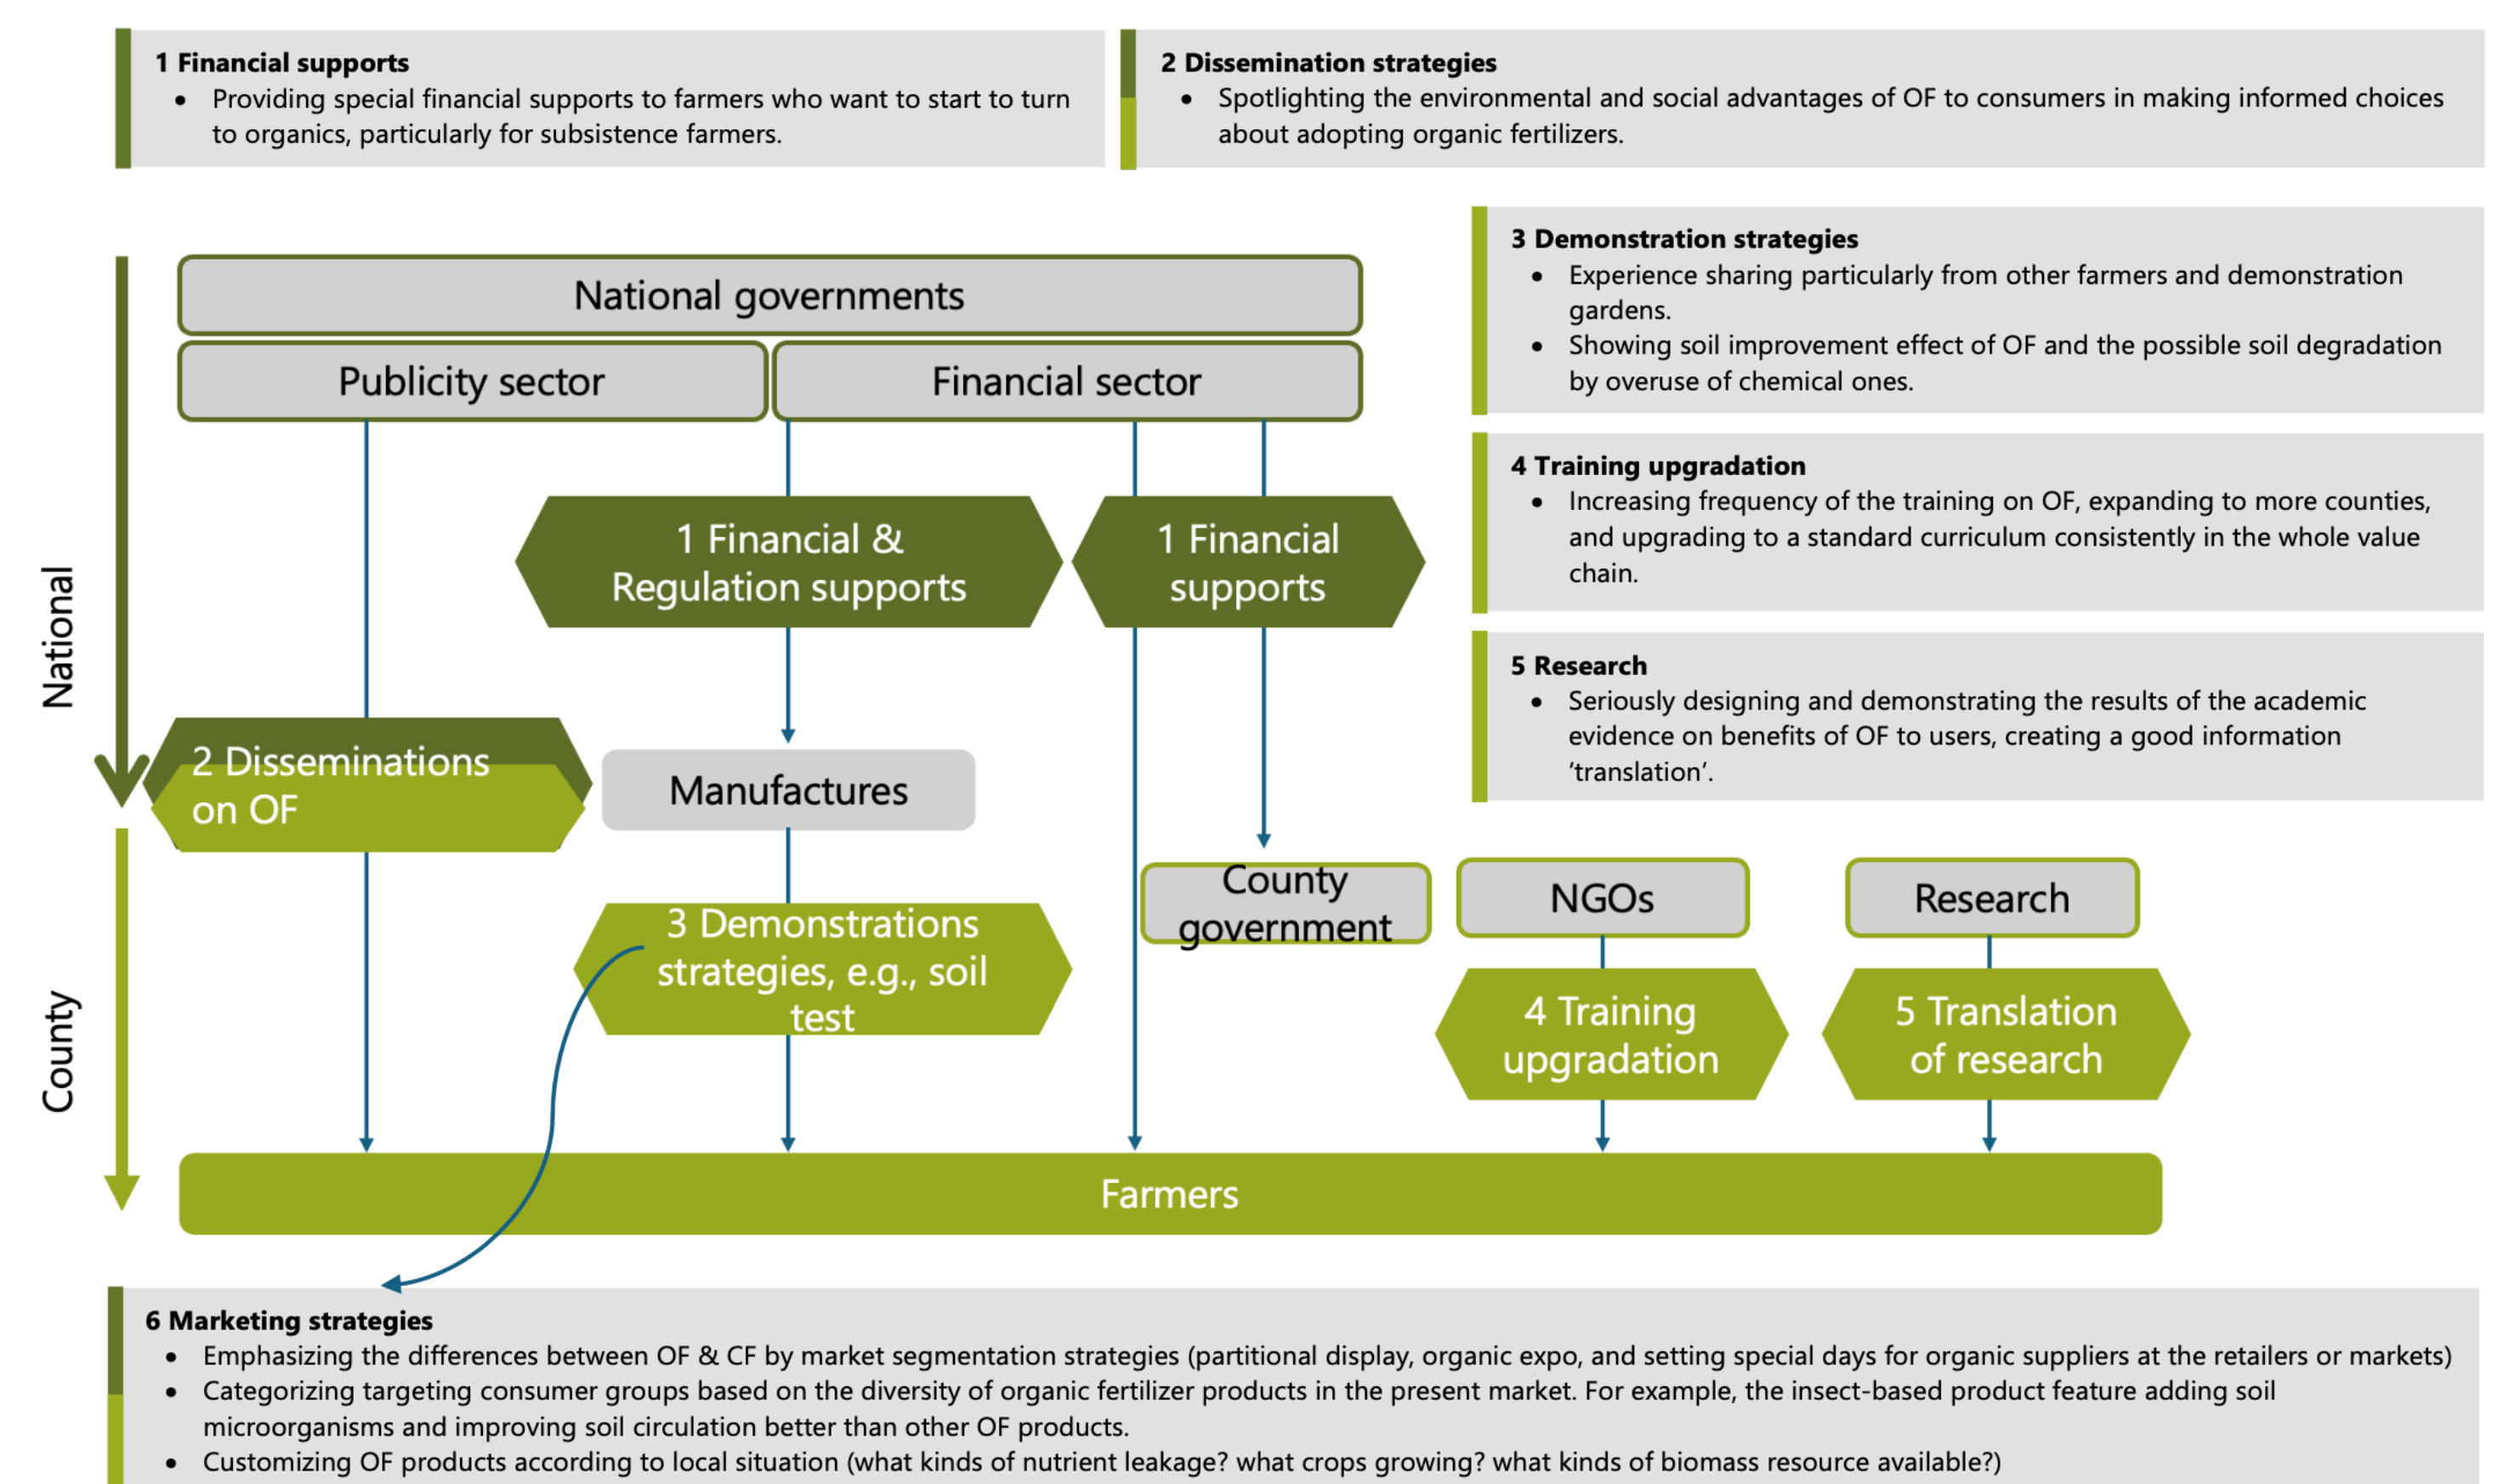 1 Financial supports
• Providing special financial supports to farmers who want to start to turn
to organics, particularly for subsistence farmers.
2 Dissemination strategies
• Spotlighting the environmental and social advantages of OF to consumers in making informed choices
about adopting organic fertilizers.
3 Demonstration strategies
• Experience sharing particularly from other farmers and demonstration
gardens.
• Showing soil improvement effect of OF and the possible soil degradation
by overuse of chemical ones.
4 Training upgradation
• Increasing frequency of the training on OF, expanding to more counties,
and upgrading to a standard curriculum consistently in the whole value
chain.
5 Research
• Seriously designing and demonstrating the results of the academic
evidence on benefits of OF to users, creating a good information
‘translation’.
National
County
National governments
Publicity sector
Financial sector
1 Financial &
Regulation supports
1 Financial
supports
2 Disseminations
on OF
Manufactures
3 Demonstrations
strategies, e.g., soil
test
County
government
NGOs
Research
4 Training
upgradation
5 Translation
of research
Farmers
6 Marketing strategies
• Emphasizing the differences between OF & CF by market segmentation strategies (partitional display, organic expo, and setting special days for organic suppliers at the retailers or markets)
• Categorizing targeting consumer groups based on the diversity of organic fertilizer products in the present market. For example, the insect-based product feature adding soil
microorganisms and improving soil circulation better than other OF products.
• Customizing OF products according to local situation (what kinds of nutrient leakage? what crops growing? what kinds of biomass resource available?)